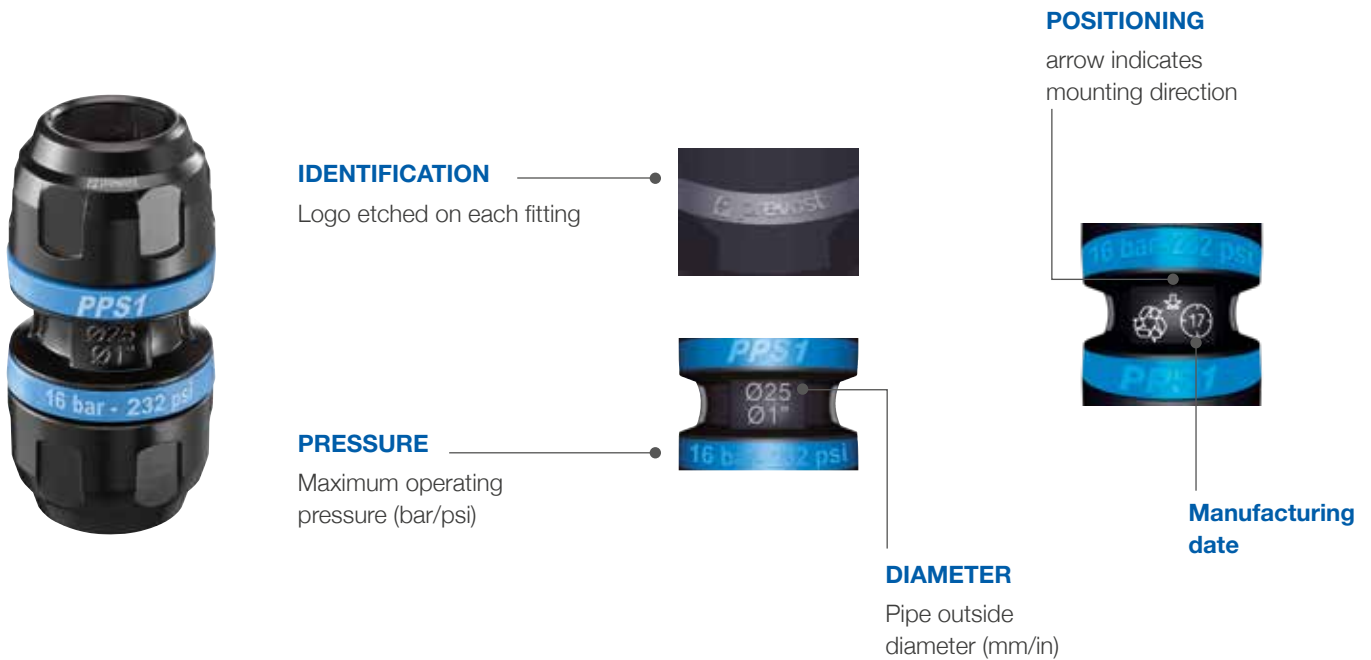 POSITIONING
arrow indicates
mounting direction
IDENTIFICATION
Logo etched on each fitting
prevost
PPS1
Ø25
Ø1"
16 bar - 232 psi
PPS1
Ø25
Ø1"
16 bar - 232 psi
16 bar - 232 psi
17
PPS1
PRESSURE
Maximum operating
pressure (bar/psi)
Manufacturing
date
DIAMETER
Pipe outside
diameter (mm/in)